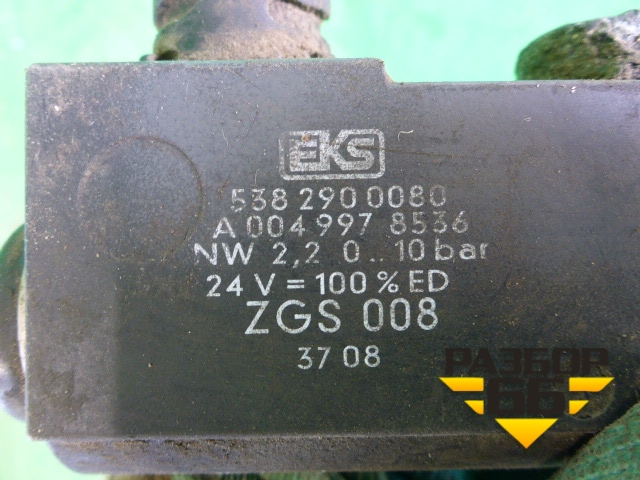 EKS
538 290 0080
A 004 997 8536
NW 2,2 0..10 bar
24 V = 100 % ED
ZGS 008
37 08
РАЗБОР
66